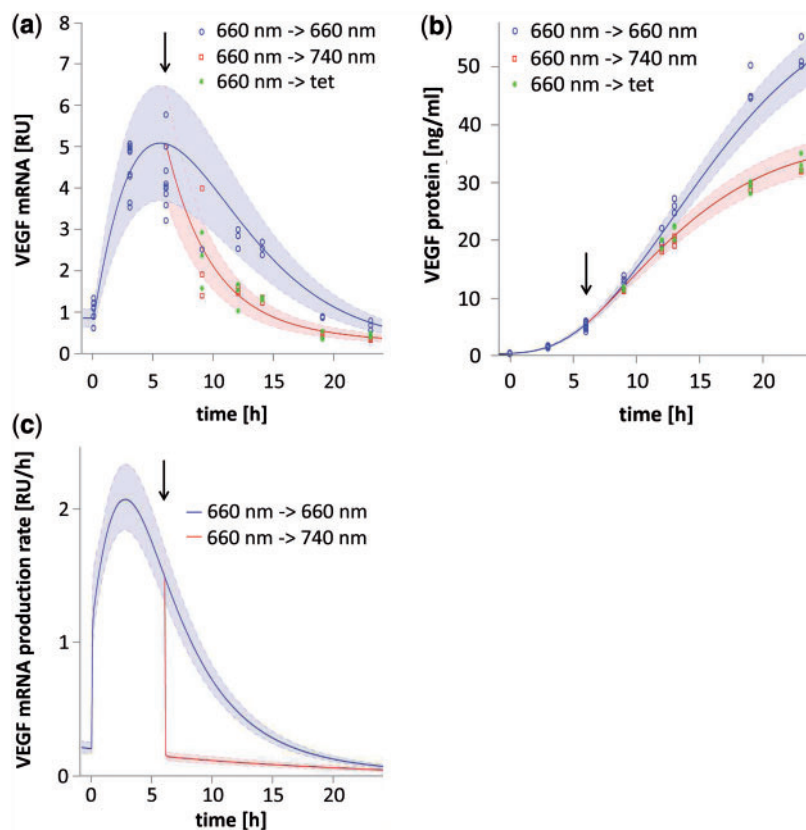 (a)
VEGF mRNA [RU]
8
7
6
5
4
3
2
1
0
660 nm -> 660 nm
660 nm -> 740 nm
660 nm -> tet
0 5 10 15 20
time [h]
(b)
VEGF protein [ng/ml]
50
40
30
20
10
0
660 nm -> 660 nm
660 nm -> 740 nm
660 nm -> tet
0 5 10 15 20
time [h]
(c)
VEGF mRNA production rate [RU/h]
2
1
0
660 nm -> 660 nm
660 nm -> 740 nm
0 5 10 15 20
time [h]